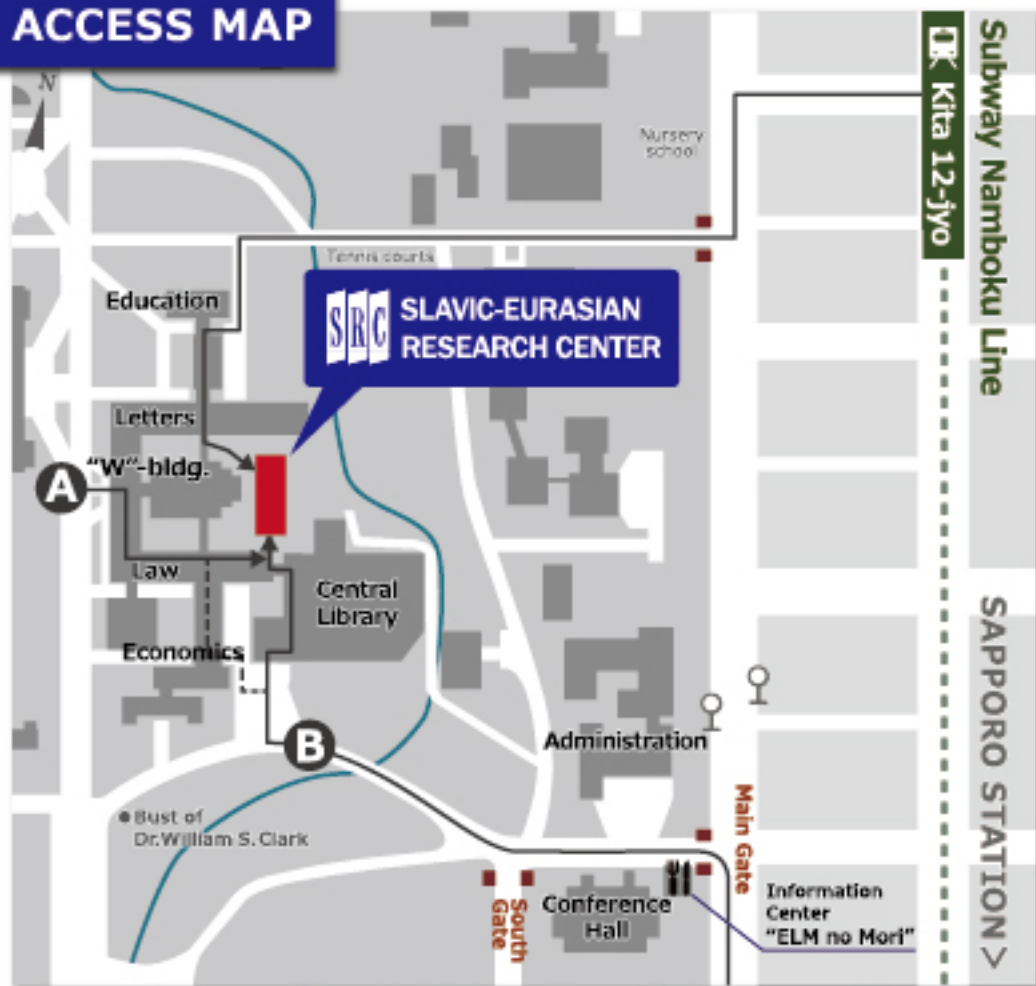 ACCESS MAP
N
Nursery
school
Kita 12-jyo
Subway Namboku Line
Tennis courts
Education
SRC
SLAVIC-EURASIAN
RESEARCH CENTER
Letters
"W"-bldg.
A
Law
Central
Library
Economics
SAPPORO STATION >
B
Administration
Bust of
Dr.William S. Clark
Main Gate
South
Gate
Conference
Hall
Information
Center
"ELM no Mori"